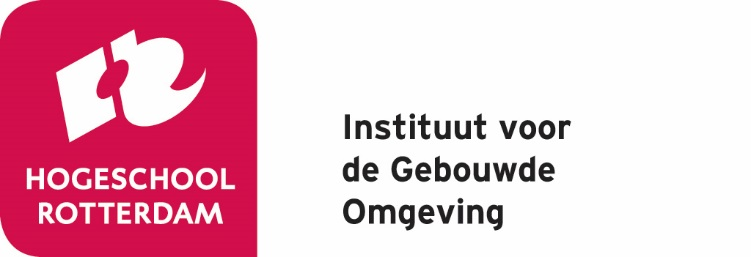 HOGESCHOOL
ROTTERDAM
Instituut voor
de Gebouwde
Omgeving